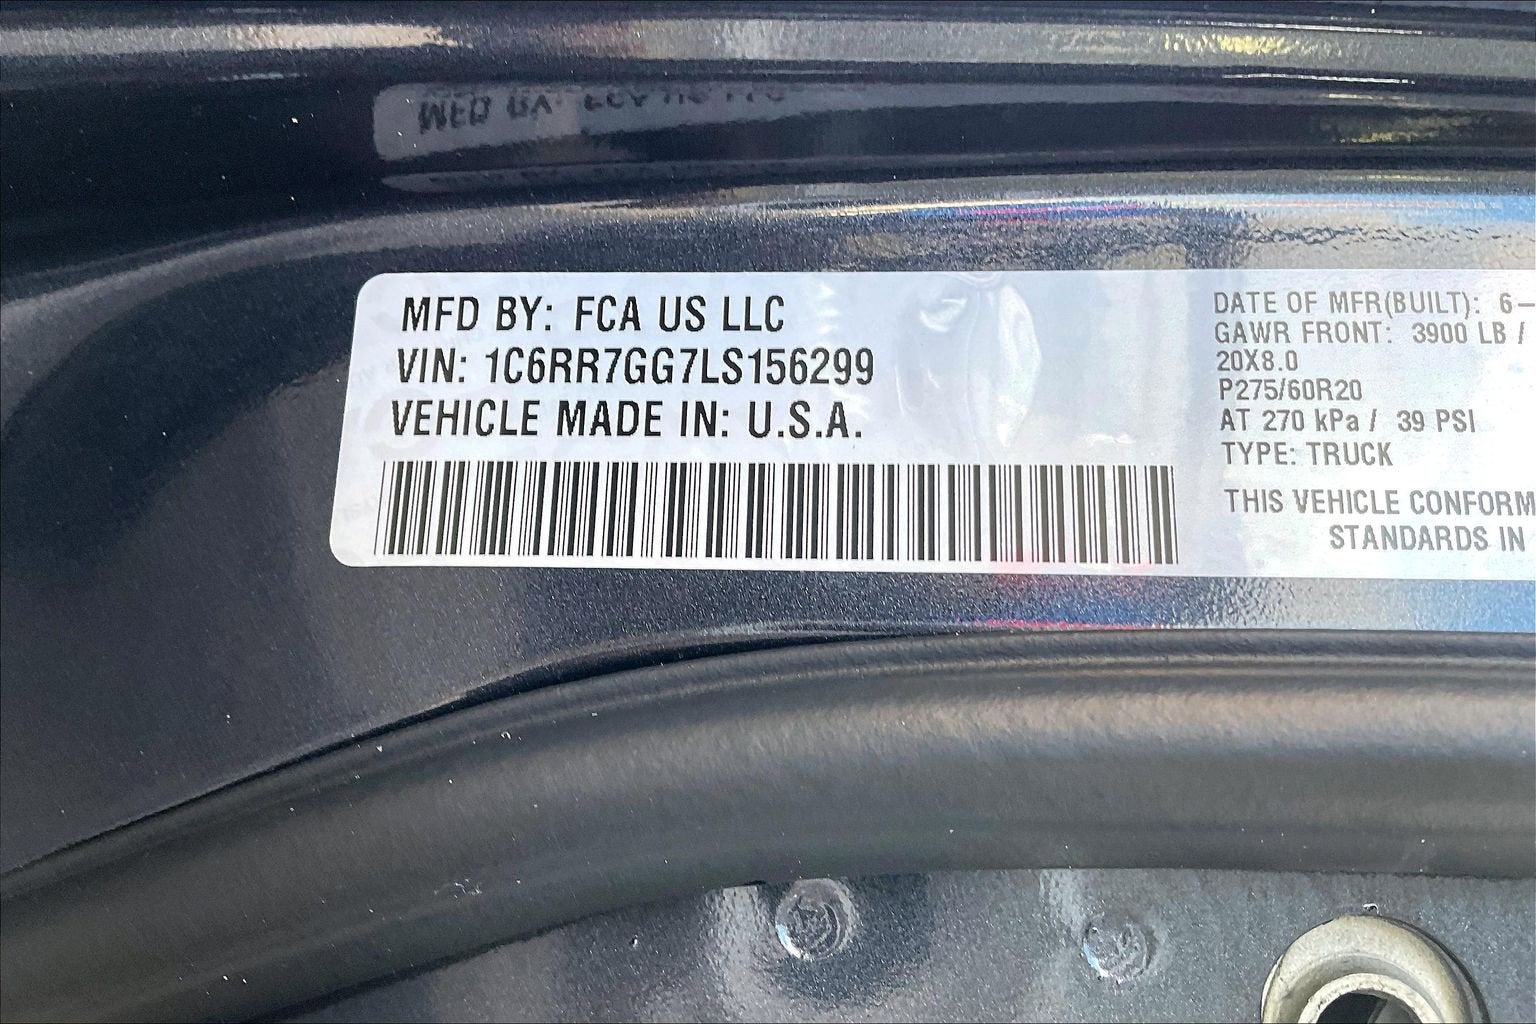 MFD BY: FCA US LLC
VIN: 1C6RR7GG7LS156299
VEHICLE MADE IN: U.S.A.
DATE OF MFR(BUILT): 6-
GAWR FRONT: 3900 LB /
20X8.0
P275/60R20
AT 270 kPa / 39 PSI
TYPE: TRUCK
THIS VEHICLE CONFORM
STANDARDS IN